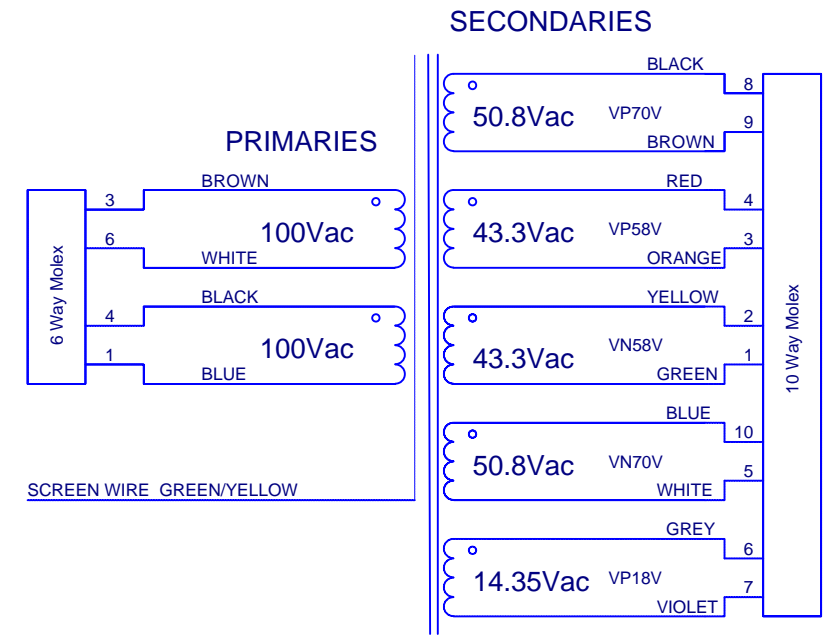 SECONDARIES
PRIMARIES
6 Way Molex
3
BROWN
100Vac
6
WHITE
4
BLACK
100Vac
1
BLUE
SCREEN WIRE GREEN/YELLOW
BLACK
8
50.8Vac VP70V
9
BROWN
RED
4
43.3Vac VP58V
3
ORANGE
YELLOW
2
43.3Vac VN58V
1
GREEN
BLUE
10
50.8Vac VN70V
5
WHITE
GREY
6
14.35Vac VP18V
7
VIOLET
10 Way Molex